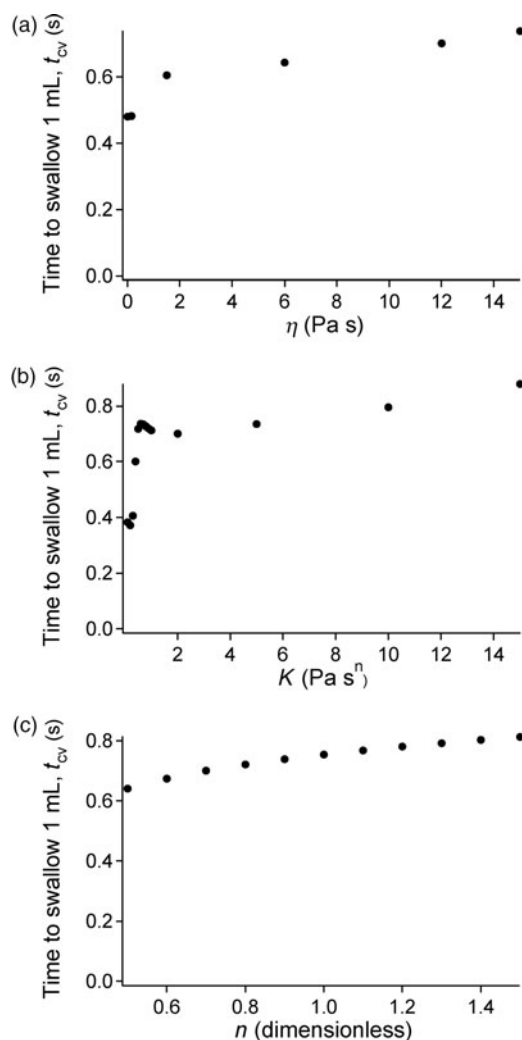 (a)
Time to swallow 1 mL, t_cv (s)
0.6
0.4
0.2
0.0
0 2 4 6 8 10 12 14
η (Pa s)
(b)
Time to swallow 1 mL, t_cv (s)
0.8
0.6
0.4
0.2
0.0
2 4 6 8 10 12 14
K (Pa sⁿ)
(c)
Time to swallow 1 mL, t_cv (s)
0.8
0.6
0.4
0.2
0.0
0.6 0.8 1.0 1.2 1.4
n (dimensionless)